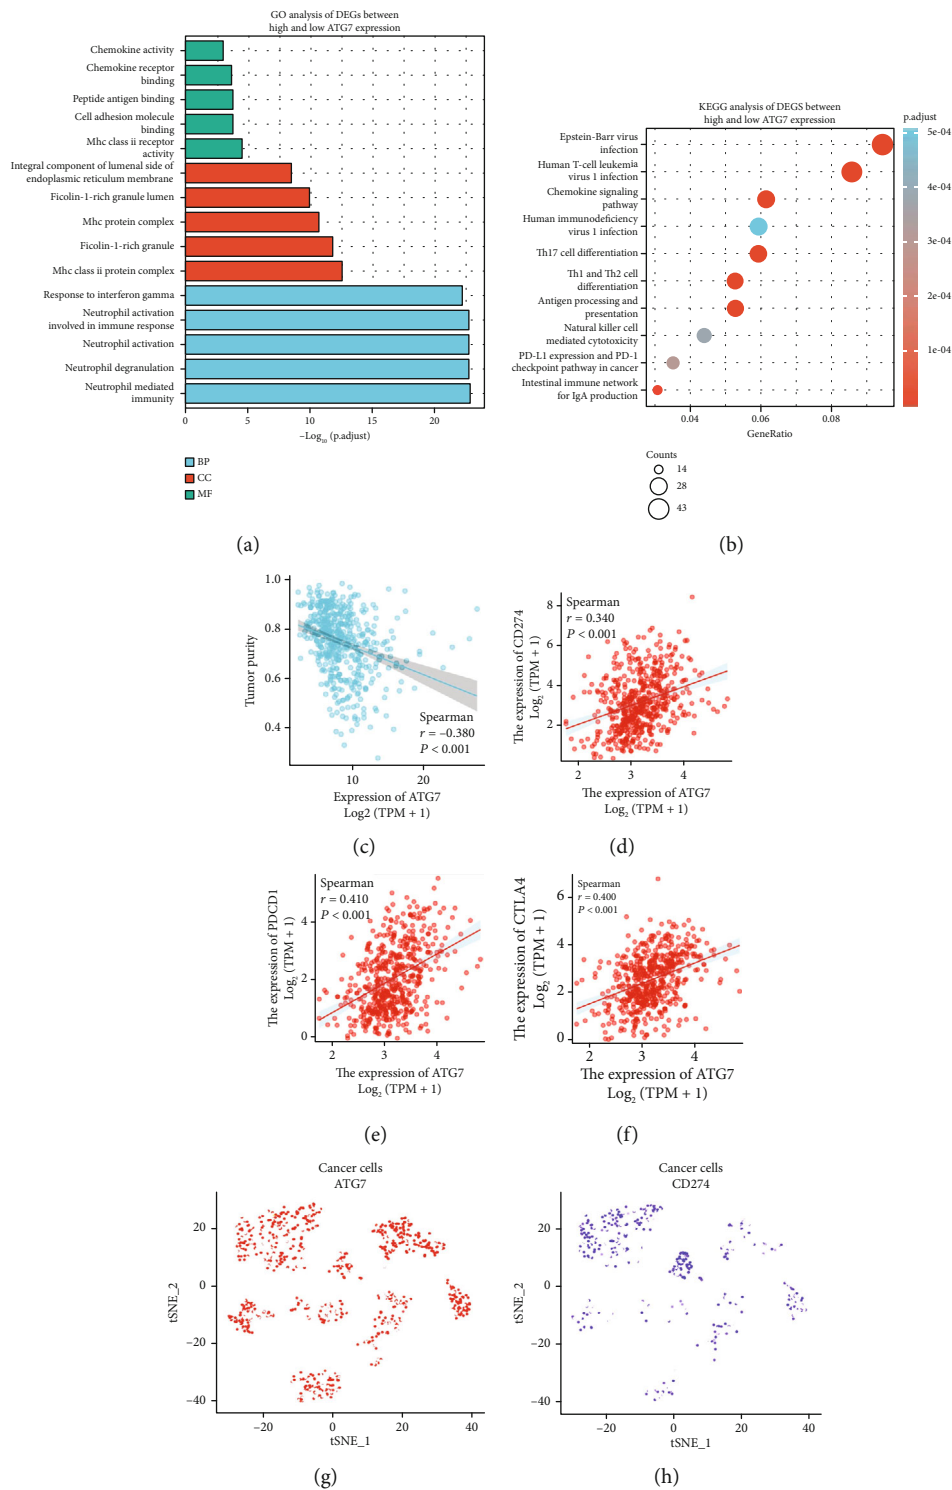 GO analysis of DEGs between
high and low ATG7 expression
Chemokine activity
Chemokine receptor
binding
Peptide antigen binding
Cell adhesion molecule
binding
Mhc class ii receptor
activity
Integral component of lumenal side of
endoplasmic reticulum membrane
Ficolin-1-rich granule lumen
Mhc protein complex
Ficolin-1-rich granule
Mhc class ii protein complex
Response to interferon gamma
Neutrophil activation
involved in immune response
Neutrophil activation
Neutrophil degranulation
Neutrophil mediated
immunity
0 5 10 15 20
−Log₁₀ (p.adjust)
BP
CC
MF
(a)
KEGG analysis of DEGS between
high and low ATG7 expression
Epstein-Barr virus
infection
Human T-cell leukemia
virus 1 infection
Chemokine signaling
pathway
Human immunodeficiency
virus 1 infection
Th17 cell differentiation
Th1 and Th2 cell
differentiation
Antigen processing and
presentation
Natural killer cell
mediated cytotoxicity
PD-L1 expression and PD-1
checkpoint pathway in cancer
Intestinal immune network
for IgA production
0.04 0.06 0.08
GeneRatio
p.adjust
5e-04
4e-04
3e-04
2e-04
1e-04
Counts
14
28
43
(b)
1.0
0.8
0.6
0.4
Tumor purity
Spearman
r = −0.380
P < 0.001
10 20
Expression of ATG7
Log2 (TPM + 1)
(c)
The expression of CD274
Log₂ (TPM + 1)
8
6
4
2
Spearman
r = 0.340
P < 0.001
2 3 4
The expression of ATG7
Log₂ (TPM + 1)
(d)
The expression of PDCD1
Log₂ (TPM + 1)
4
2
0
Spearman
r = 0.410
P < 0.001
2 3 4
The expression of ATG7
Log₂ (TPM + 1)
(e)
The expression of CTLA4
Log₂ (TPM + 1)
6
4
2
0
Spearman
r = 0.400
P < 0.001
2 3 4
The expression of ATG7
Log₂ (TPM + 1)
(f)
Cancer cells
ATG7
tSNE_2
20
0
−20
−40
−20 0 20 40
tSNE_1
(g)
Cancer cells
CD274
tSNE_2
20
0
−20
−40
−20 0 20 40
tSNE_1
(h)